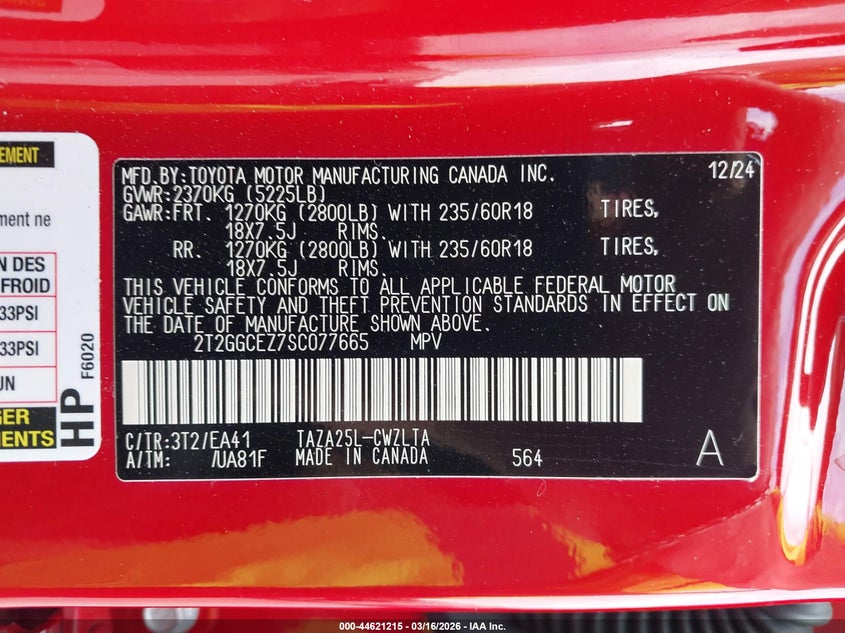 EMENT
ment ne
N DES
FROID
33PSI
33PSI
UN
GER
MENTS
HP
F6020
MFD.BY:TOYOTA MOTOR MANUFACTURING CANADA INC. 12/24
GVWR:2370KG (5225LB)
GAWR:FRT. 1270KG (2800LB) WITH 235/60R18 TIRES,
18X7.5J RIMS.
RR. 1270KG (2800LB) WITH 235/60R18 TIRES,
18X7.5J RIMS.
THIS VEHICLE CONFORMS TO ALL APPLICABLE FEDERAL MOTOR
VEHICLE SAFETY AND THEFT PREVENTION STANDARDS IN EFFECT ON
THE DATE OF MANUFACTURE SHOWN ABOVE.
2T2GGCEZ7SC077665 MPV
C/TR:3T2/EA41 TAZA25L-CWZLTA
A/TM: /UA81F MADE IN CANADA 564 A
000-44621215 - 03/16/2026 - IAA Inc.